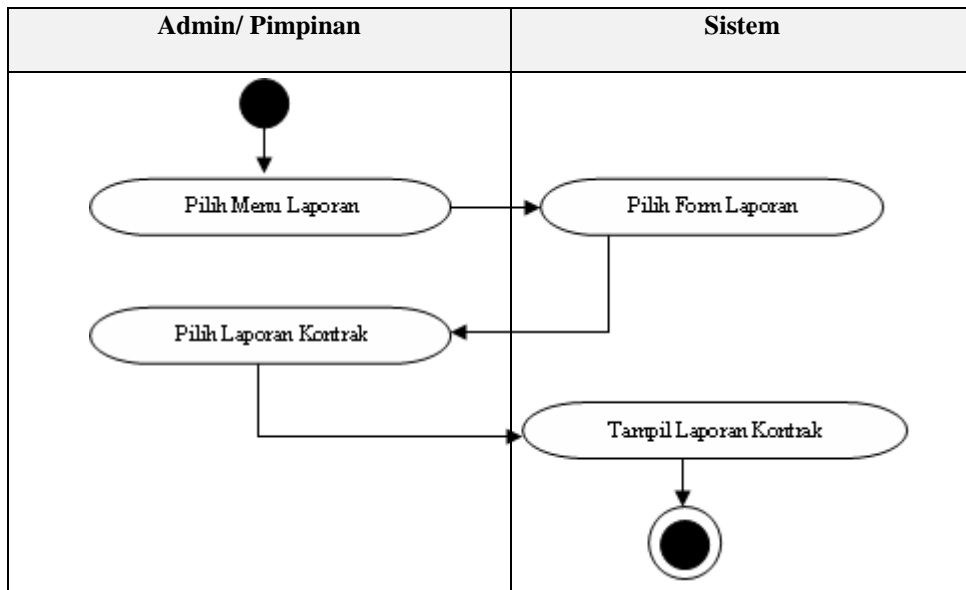 Admin/ Pimpinan
Sistem
Pilih Menu Laporan
Pilih Form Laporan
Pilih Laporan Kontrak
Tampil Laporan Kontrak